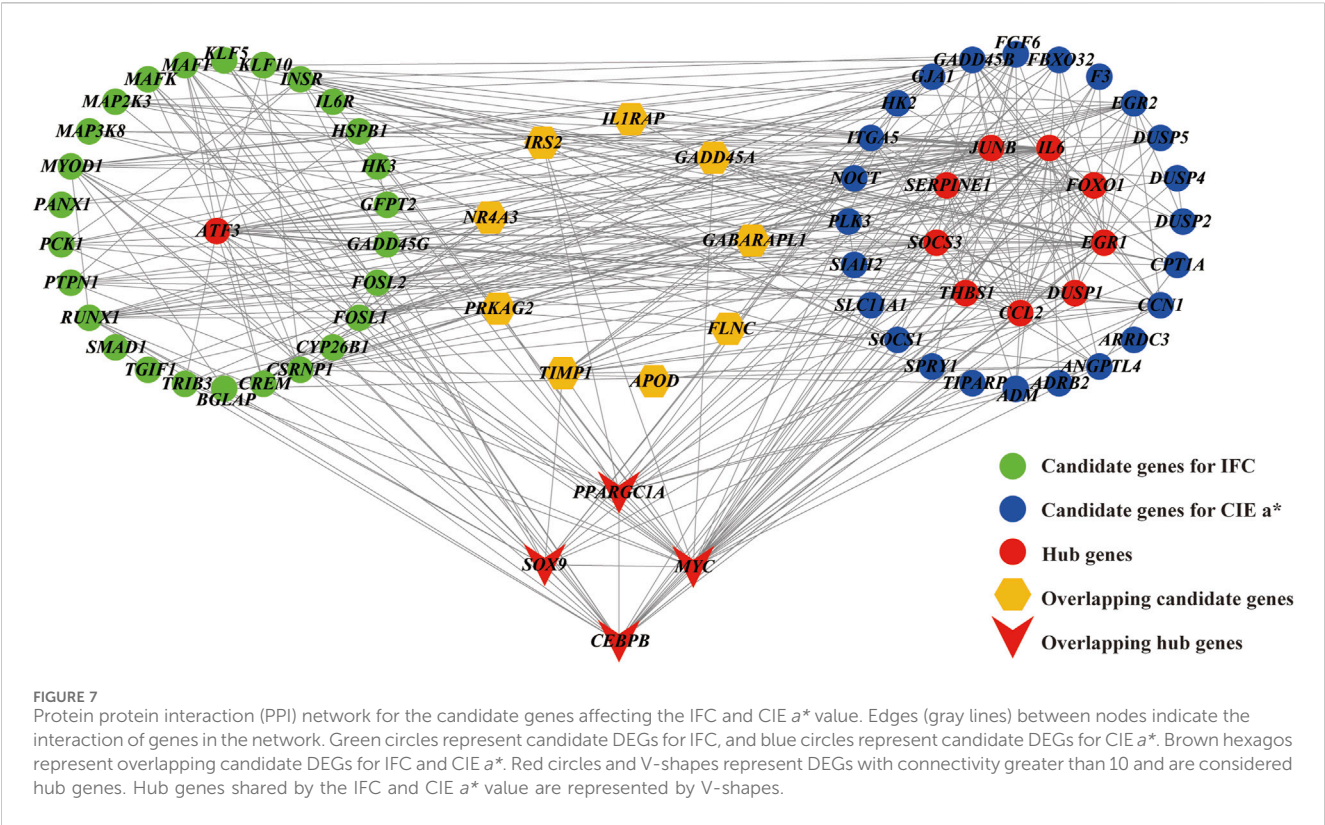 KLF5
MAFF
KLF10
MAFK
INSR
MAP2K3
IL6R
MAP3K8
HSPB1
MYOD1
HK3
PANX1
GFPT2
ATF3
PCK1
GADD45G
PTPN1
FOSL2
RUNX1
FOSL1
SMAD1
CYP26B1
TGIF1
CSRNP1
TRIB3
CREM
BGLAP
IL1RAP
IRS2
GADD45A
NR4A3
GABARAPL1
PRKAG2
FLNC
TIMP1
APOD
FGF6
GADD45B
FBXO32
GJA1
F3
HK2
EGR2
ITGA5
DUSP5
JUNB
IL6
NOCT
DUSP4
SERPINE1
FOXO1
PLK3
DUSP2
SOCS3
EGR1
SIAH2
CPT1A
THBS1
DUSP1
SLC11A1
CCL2
CCN1
SOCS1
ARRDC3
SPRY1
ANGPTL4
TIPARP
ADRB2
ADM
PPARGC1A
SOX9
MYC
CEBPB
Candidate genes for IFC
Candidate genes for CIE a*
Hub genes
Overlapping candidate genes
Overlapping hub genes
FIGURE 7
Protein protein interaction (PPI) network for the candidate genes affecting the IFC and CIE a* value. Edges (gray lines) between nodes indicate the
interaction of genes in the network. Green circles represent candidate DEGs for IFC, and blue circles represent candidate DEGs for CIE a*. Brown hexagos
represent overlapping candidate DEGs for IFC and CIE a*. Red circles and V-shapes represent DEGs with connectivity greater than 10 and are considered
hub genes. Hub genes shared by the IFC and CIE a* value are represented by V-shapes.